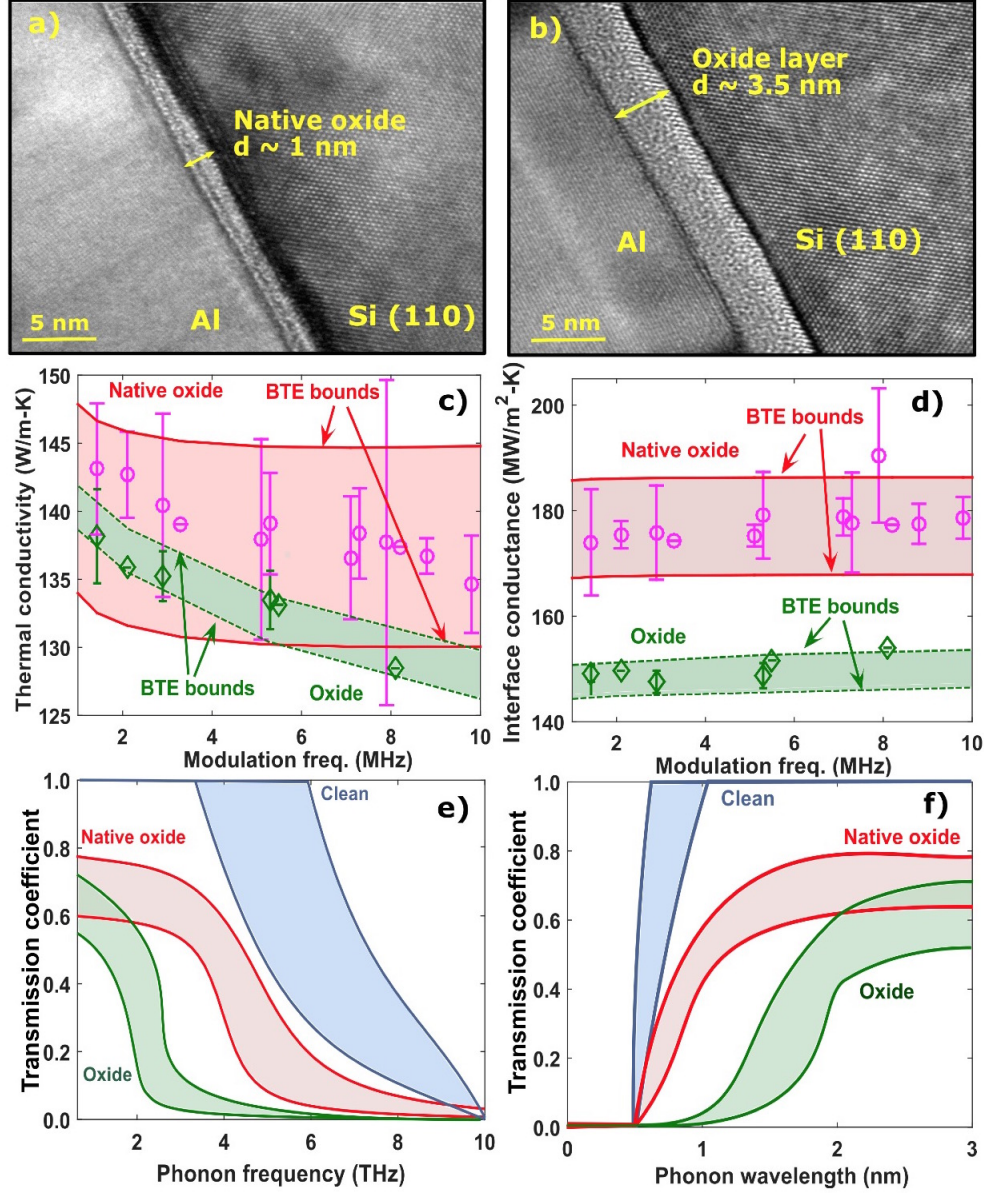 a)
Native oxide
d ~ 1 nm
Al
Si (110)
5 nm
b)
Oxide layer
d ~ 3.5 nm
Al
Si (110)
5 nm
c)
Native oxide
BTE bounds
BTE bounds
Oxide
Thermal conductivity (W/m-K)
150
145
140
135
130
125
2
4
6
8
10
Modulation freq. (MHz)
d)
BTE bounds
Native oxide
BTE bounds
Oxide
Interface conductance (MW/m²-K)
200
180
160
140
2
4
6
8
10
Modulation freq. (MHz)
e)
Clean
Native oxide
Oxide
Transmission coefficient
1.0
0.8
0.6
0.4
0.2
0.0
2
4
6
8
10
Phonon frequency (THz)
f)
Clean
Native oxide
Oxide
Transmission coefficient
1.0
0.8
0.6
0.4
0.2
0.0
0
1
2
3
Phonon wavelength (nm)